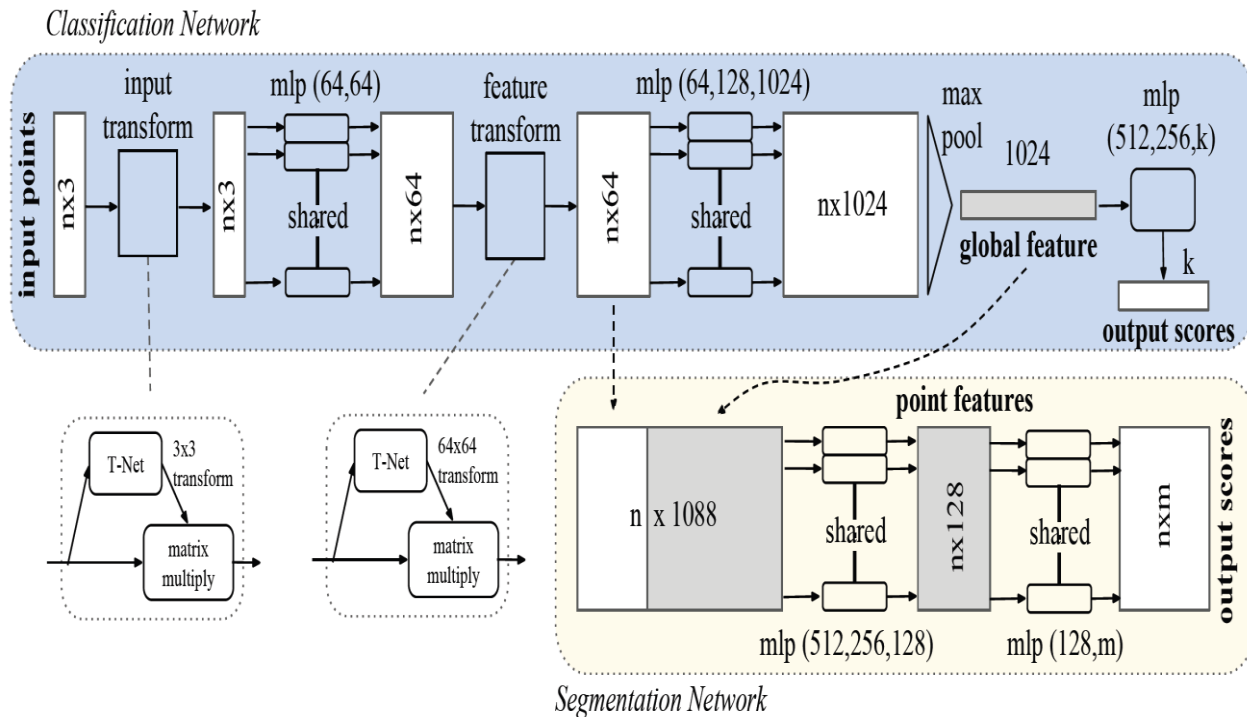 Classification Network
input points
nx3
input
transform
nx3
mlp (64,64)
shared
nx64
feature
transform
nx64
mlp (64,128,1024)
shared
nx1024
max
pool
1024
global feature
mlp
(512,256,k)
k
output scores
T-Net
3x3
transform
matrix
multiply
T-Net
64x64
transform
matrix
multiply
point features
n x 1088
shared
mlp (512,256,128)
nx128
shared
mlp (128,m)
nxm
output scores
Segmentation Network